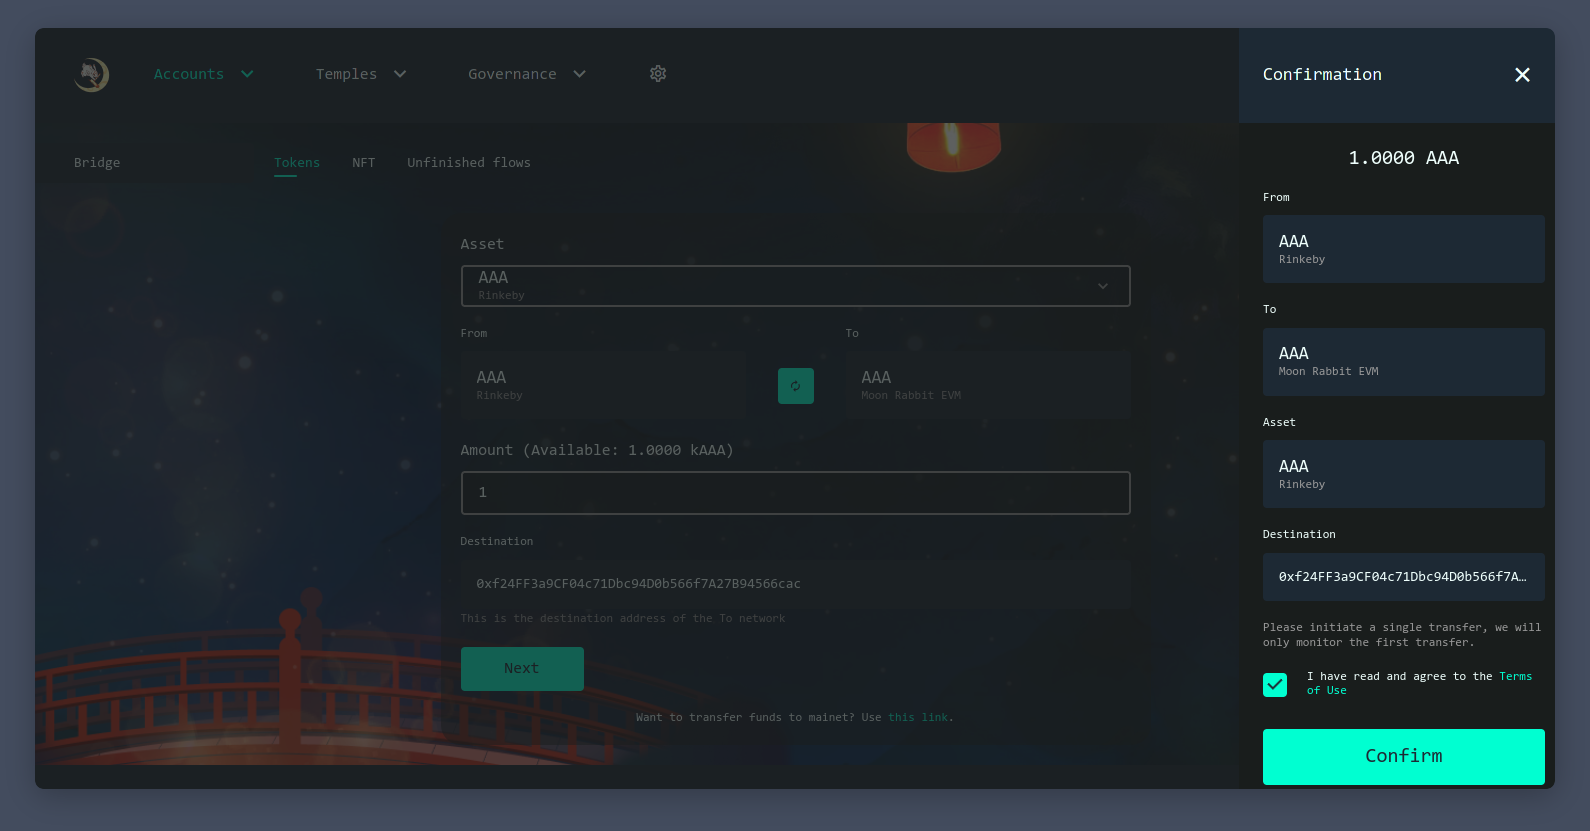 Accounts
Temples
Governance
Confirmation
Bridge
Tokens
NFT
Unfinished flows
Asset
AAA
Rinkeby
From
To
AAA
Rinkeby
AAA
Moon Rabbit EVM
Amount (Available: 1.0000 kAAA)
1
Destination
0xf24FF3a9CF04c71Dbc94D0b566f7A27B94566cac
This is the destination address of the To network
Next
Want to transfer funds to mainet? Use this link.
1.0000 AAA
From
AAA
Rinkeby
To
AAA
Moon Rabbit EVM
Asset
AAA
Rinkeby
Destination
0xf24FF3a9CF04c71Dbc94D0b566f7A…
Please initiate a single transfer, we will
only monitor the first transfer.
I have read and agree to the Terms
of Use
Confirm